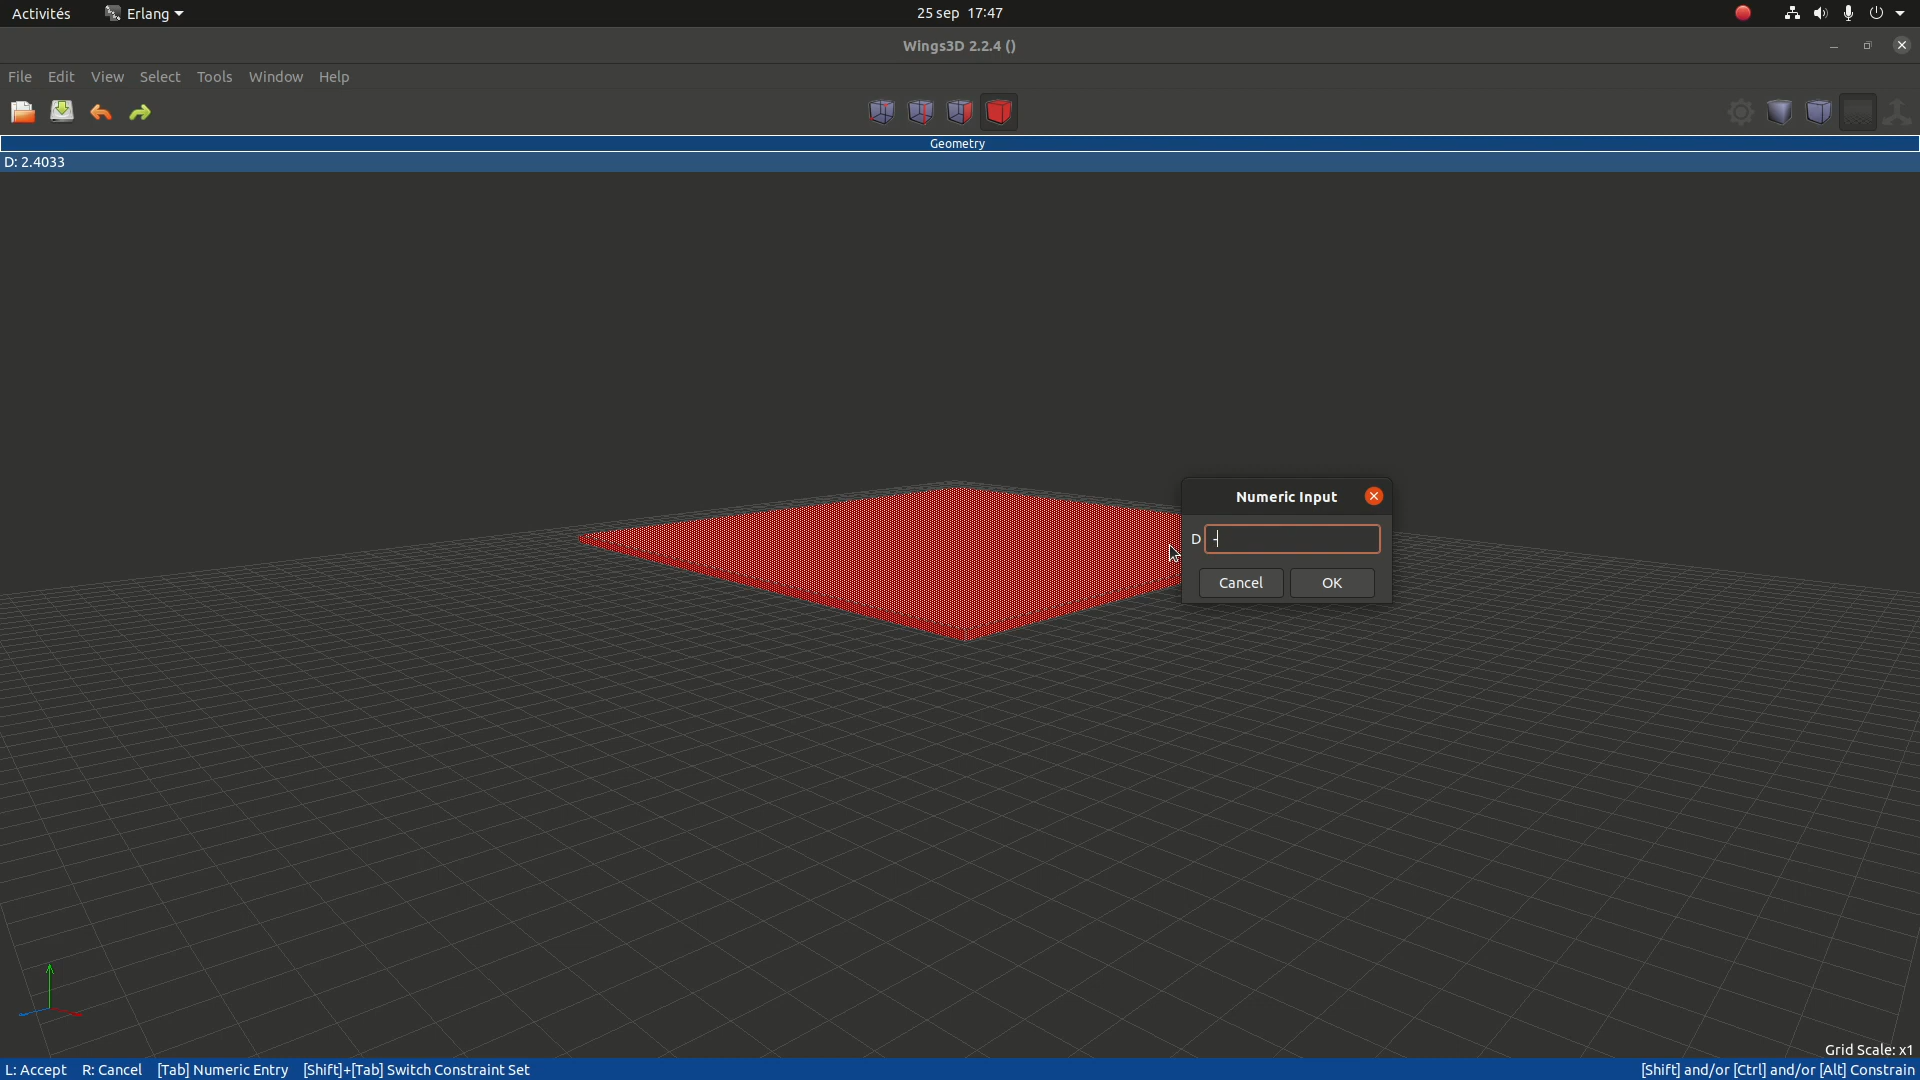 Activités Erlang 25 sep 17:47
Wings3D 2.2.4 ()
File Edit View Select Tools Window Help
Geometry
D: 2.4033
Numeric Input
D -
Cancel OK
Grid Scale: x1
L: Accept R: Cancel [Tab] Numeric Entry [Shift]+[Tab] Switch Constraint Set [Shift] and/or [Ctrl] and/or [Alt] Constrain